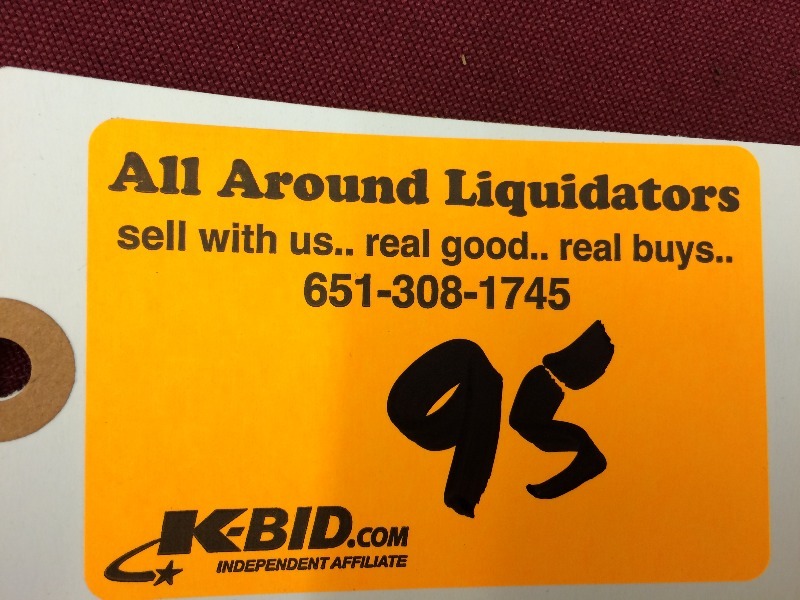 All Around Liquidators
sell with us.. real good.. real buys..
651-308-1745
95
K-BID.COM
INDEPENDENT AFFILIATE